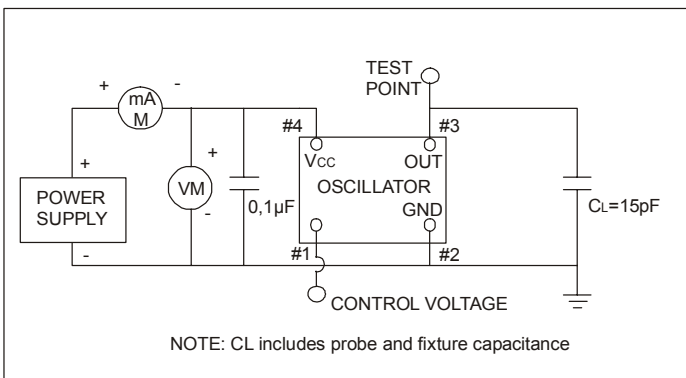 TEST
POINT
+
-
mA
M
#4
#3
VCC
OUT
OSCILLATOR
GND
+
POWER
SUPPLY
-
+
VM
-
0,1µF
CL=15pF
#1
#2
CONTROL VOLTAGE
NOTE: CL includes probe and fixture capacitance